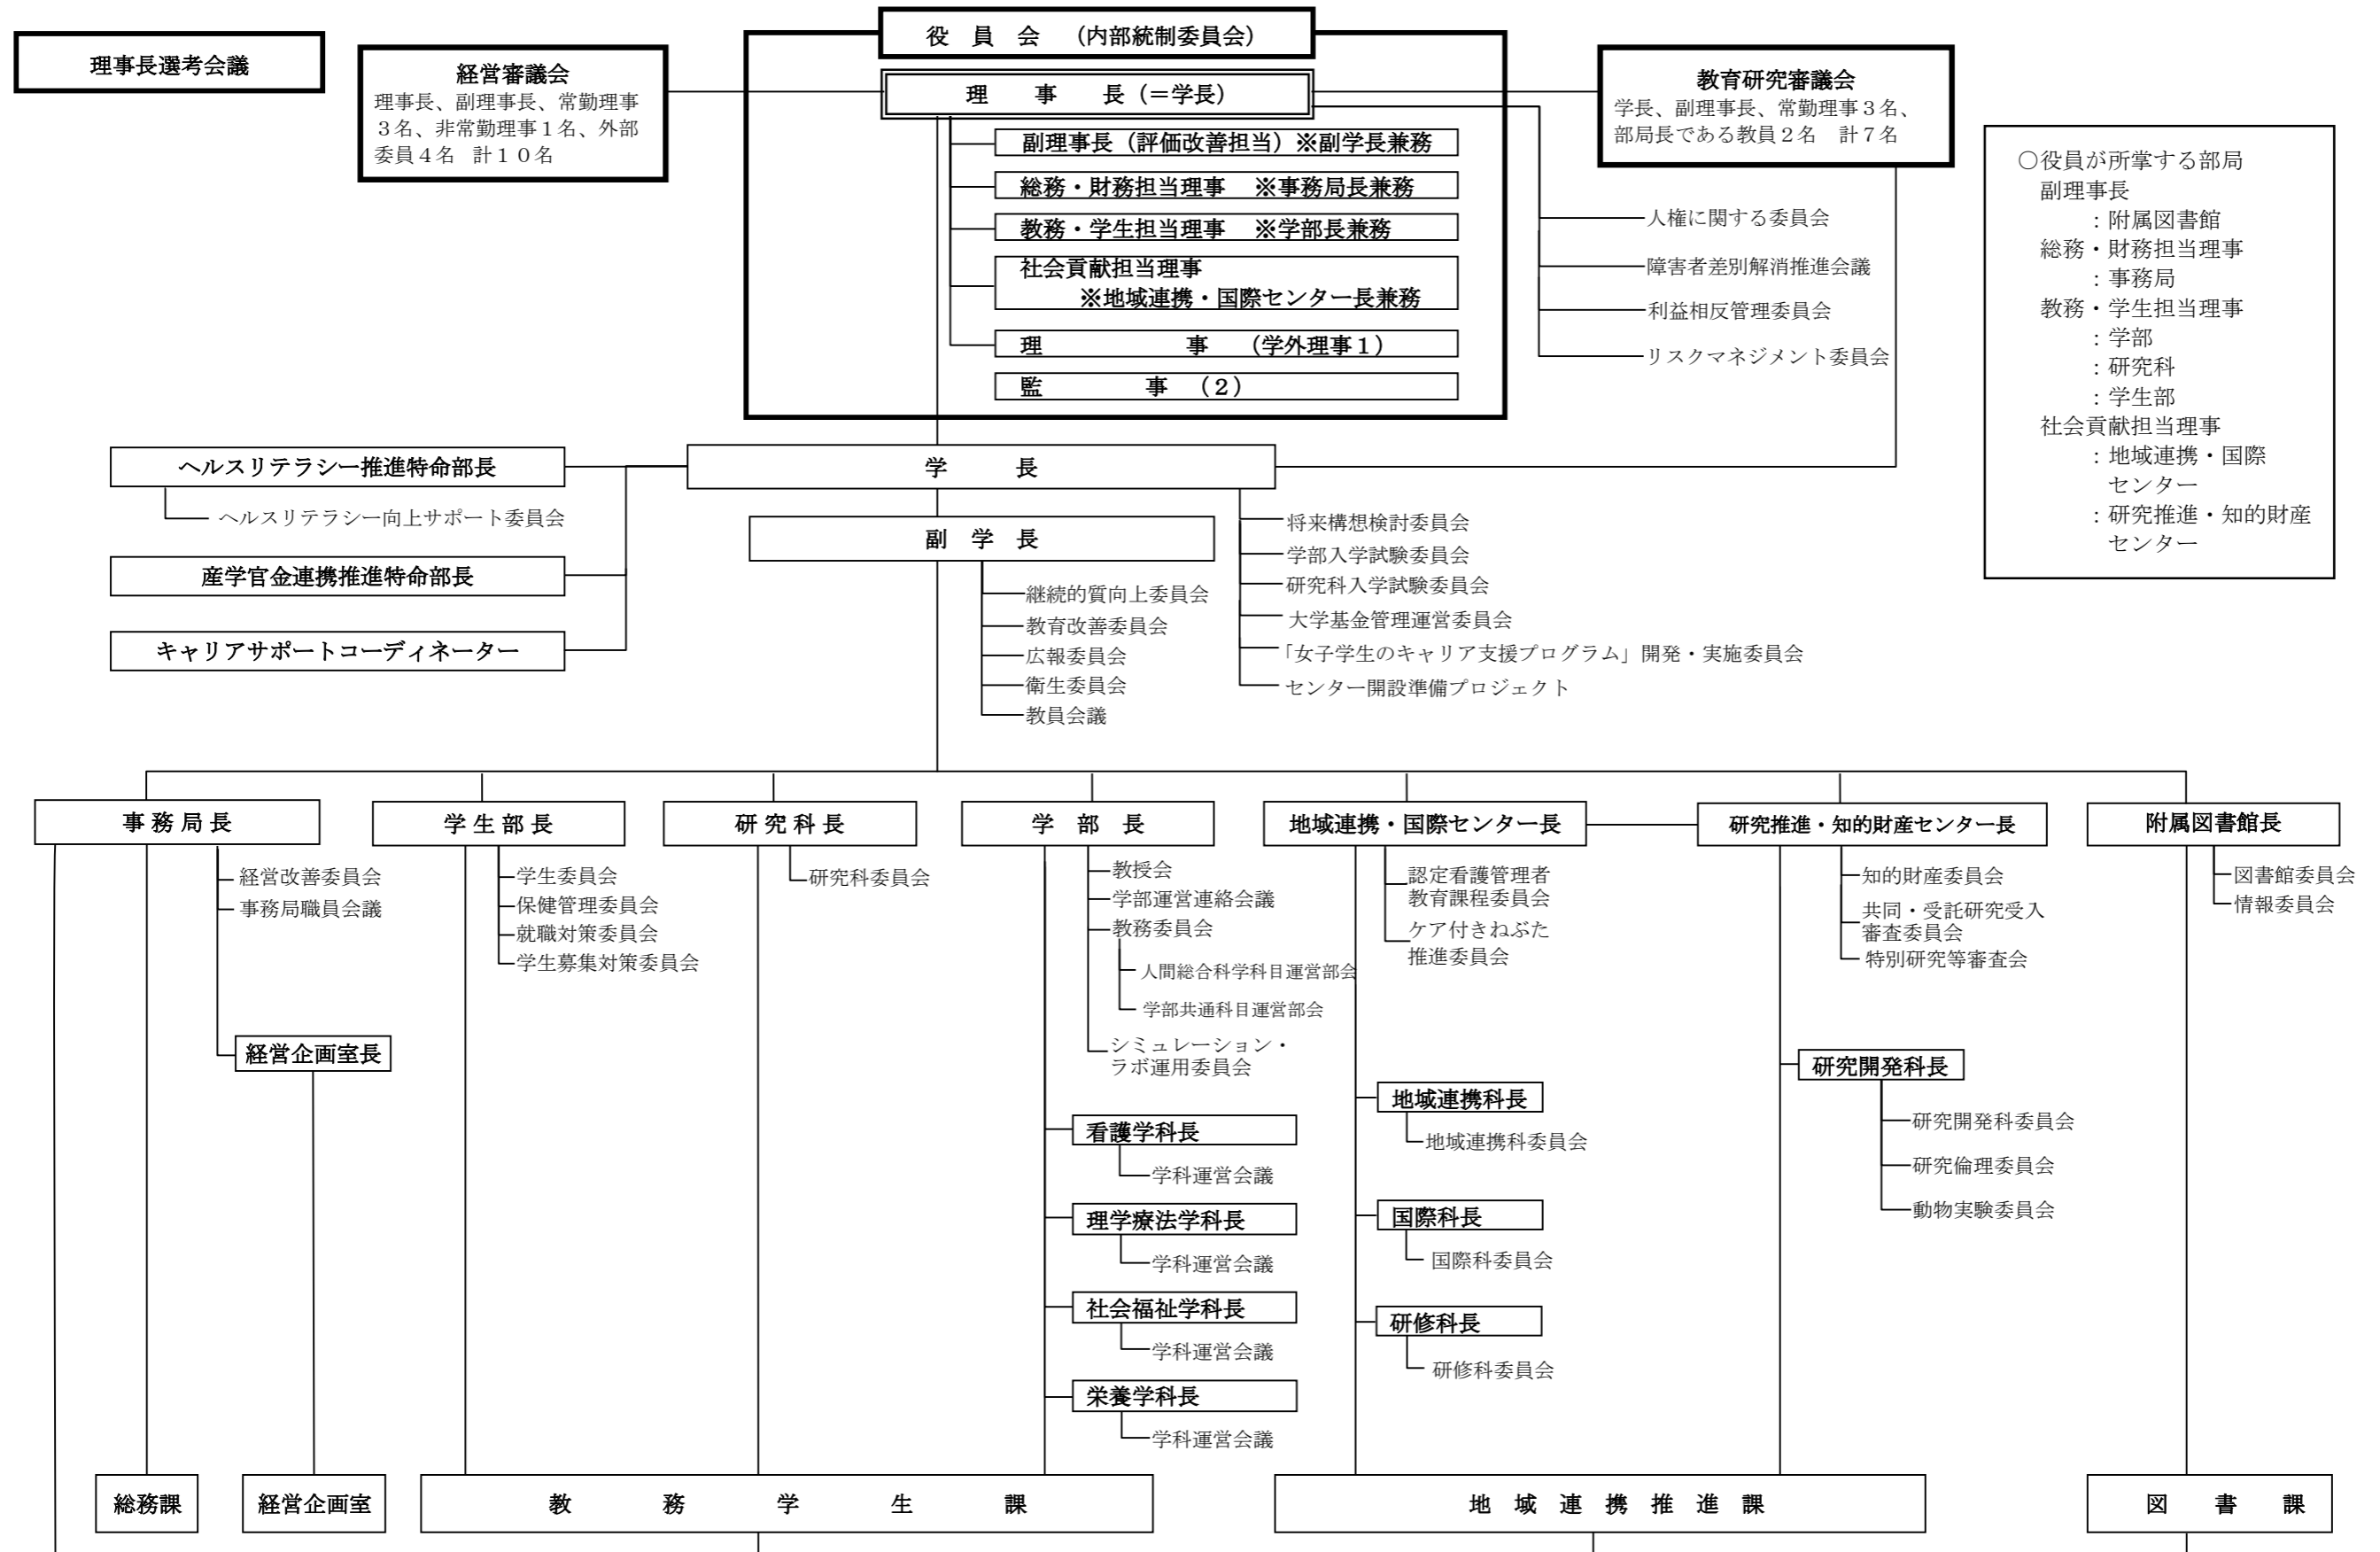 役　員　会　（内部統制委員会）
理事長選考会議
経営審議会
理事長、副理事長、常勤理事
３名、非常勤理事１名、外部
委員４名　計１０名
理　　事　　長（＝学長）
教育研究審議会
学長、副理事長、常勤理事３名、
部局長である教員２名　計７名
副理事長（評価改善担当）※副学長兼務
総務・財務担当理事　※事務局長兼務
教務・学生担当理事　※学部長兼務
社会貢献担当理事
※地域連携・国際センター長兼務
理　　　　　　事　（学外理事１）
監　　　　事　（２）
人権に関する委員会
障害者差別解消推進会議
利益相反管理委員会
リスクマネジメント委員会
○役員が所掌する部局
副理事長
：附属図書館
総務・財務担当理事
：事務局
教務・学生担当理事
：学部
：研究科
：学生部
社会貢献担当理事
：地域連携・国際
センター
：研究推進・知的財産
センター
ヘルスリテラシー推進特命部長
ヘルスリテラシー向上サポート委員会
産学官金連携推進特命部長
キャリアサポートコーディネーター
学　　　長
副　学　長
継続的質向上委員会
教育改善委員会
広報委員会
衛生委員会
教員会議
将来構想検討委員会
学部入学試験委員会
研究科入学試験委員会
大学基金管理運営委員会
「女子学生のキャリア支援プログラム」開発・実施委員会
センター開設準備プロジェクト
事 務 局 長
経営改善委員会
事務局職員会議
経営企画室長
学 生 部 長
学生委員会
保健管理委員会
就職対策委員会
学生募集対策委員会
研 究 科 長
研究科委員会
学　部　長
教授会
学部運営連絡会議
教務委員会
人間総合科学科目運営部会
学部共通科目運営部会
シミュレーション・
ラボ運用委員会
看護学科長
学科運営会議
理学療法学科長
学科運営会議
社会福祉学科長
学科運営会議
栄養学科長
学科運営会議
地域連携・国際センター長
認定看護管理者
教育課程委員会
ケア付きねぶた
推進委員会
地域連携科長
地域連携科委員会
国際科長
国際科委員会
研修科長
研修科委員会
研究推進・知的財産センター長
知的財産委員会
共同・受託研究受入
審査委員会
特別研究等審査会
研究開発科長
研究開発科委員会
研究倫理委員会
動物実験委員会
附属図書館長
図書館委員会
情報委員会
総務課
経営企画室
教　　務　　学　　生　　課
地　域　連　携　推　進　課
図　書　課